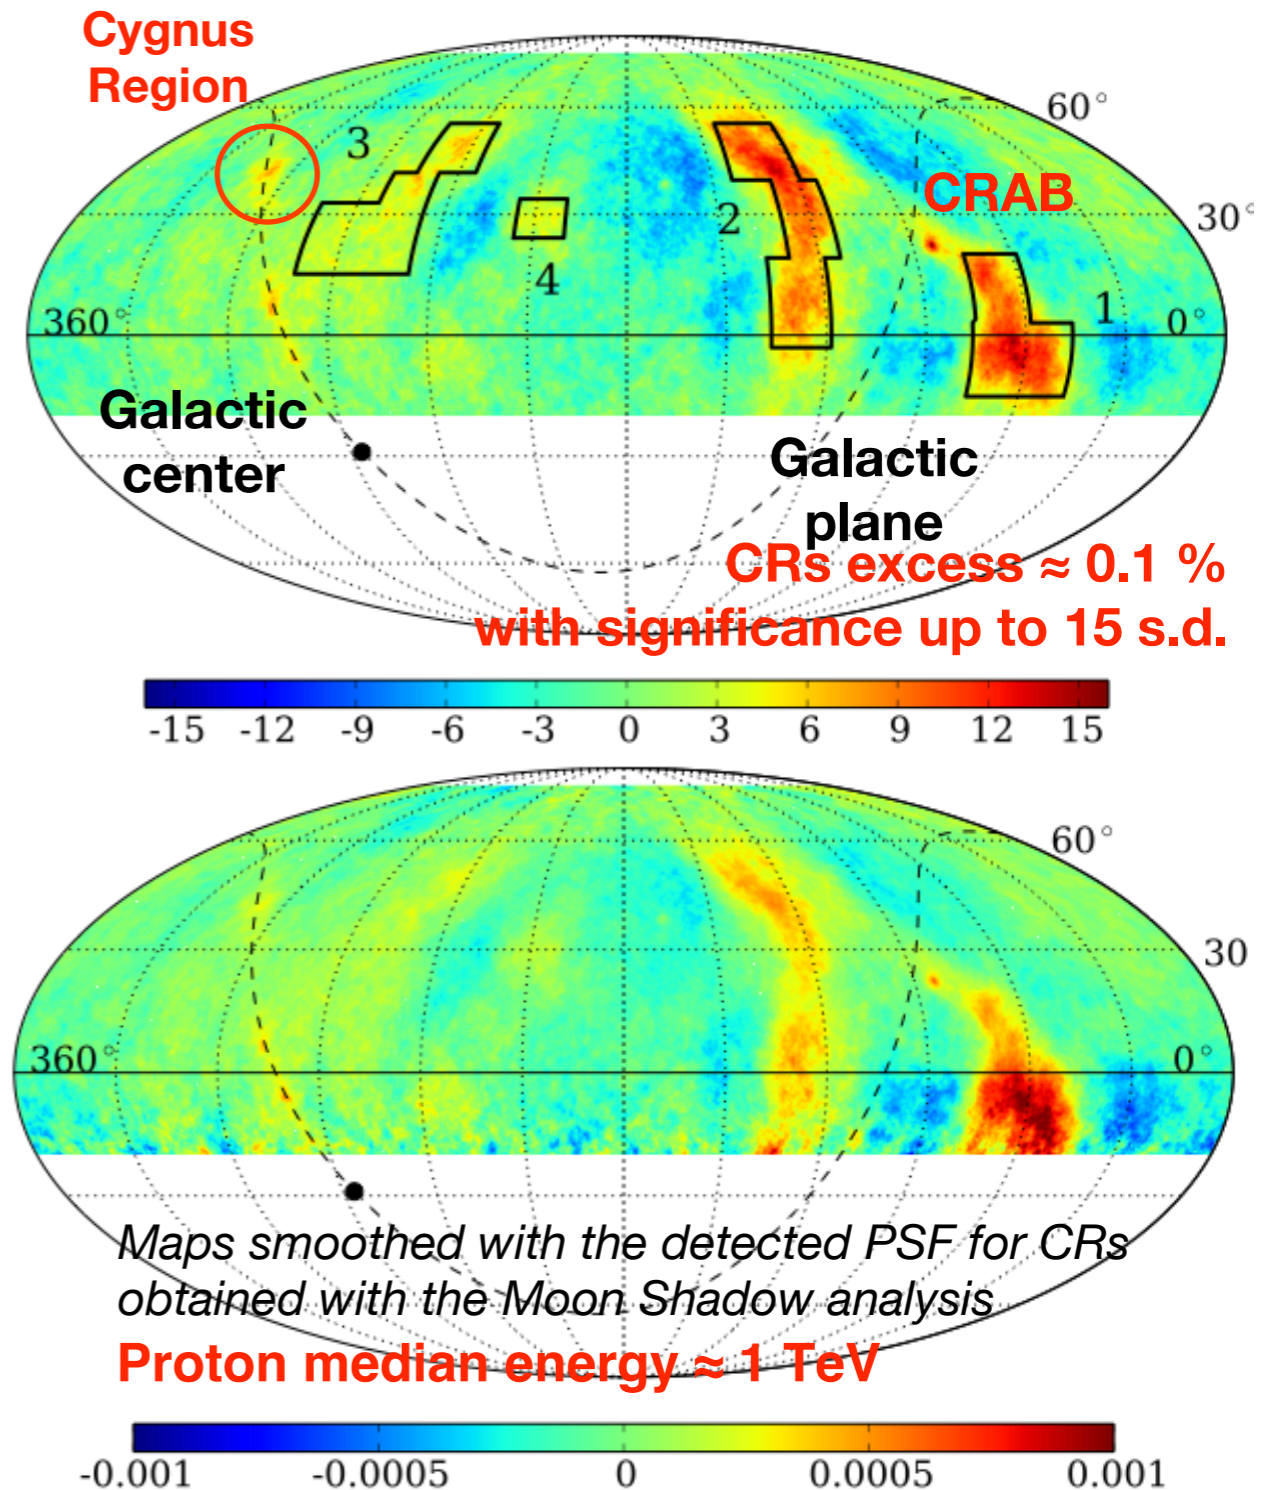 Cygnus
Region
60°
3
CRAB
30°
2
4
1
360°
0°
Galactic
center
Galactic
plane
CRs excess ≈ 0.1 %
with significance up to 15 s.d.
-15 -12 -9 -6 -3 0 3 6 9 12 15
60°
30
360°
0°
Maps smoothed with the detected PSF for CRs
obtained with the Moon Shadow analysis
Proton median energy ≈ 1 TeV
-0.001 -0.0005 0 0.0005 0.001